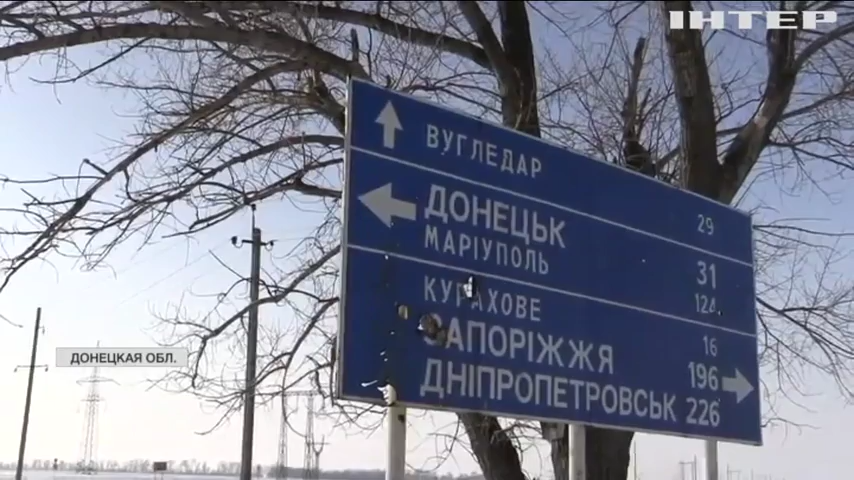 ІНТЕР
ВУГЛЕДАР 29
ДОНЕЦЬК 31
МАРІУПОЛЬ 124
КУРАХОВЕ 16
ЗАПОРІЖЖЯ 196
ДНІПРОПЕТРОВСЬК 226
ДОНЕЦКАЯ ОБЛ.